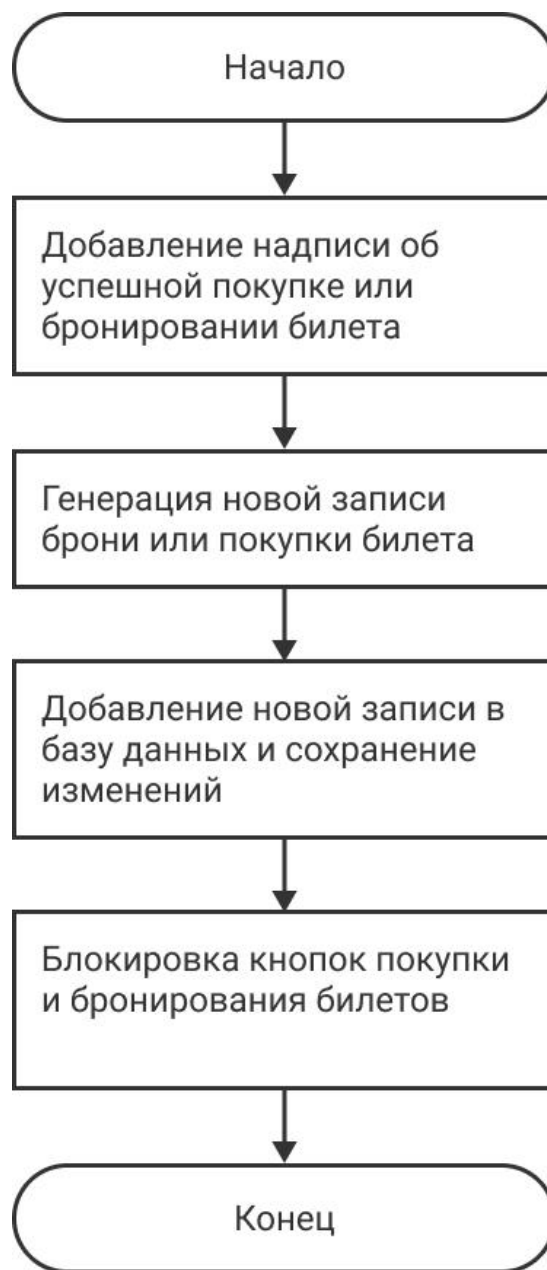 Начало
Добавление надписи об
успешной покупке или
бронировании билета
Генерация новой записи
брони или покупки билета
Добавление новой записи в
базу данных и сохранение
изменений
Блокировка кнопок покупки
и бронирования билетов
Конец